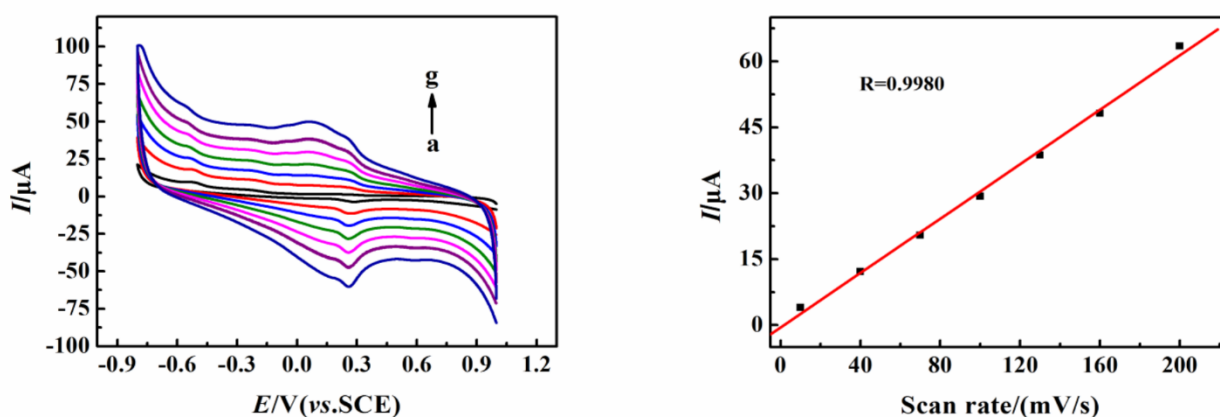 100
75
50
25
0
-25
-50
-75
-100
I/μA
g
a
-0.9 -0.6 -0.3 0.0 0.3 0.6 0.9 1.2
E/V(vs.SCE)
60
45
30
15
0
I/μA
R=0.9980
0 40 80 120 160 200
Scan rate/(mV/s)